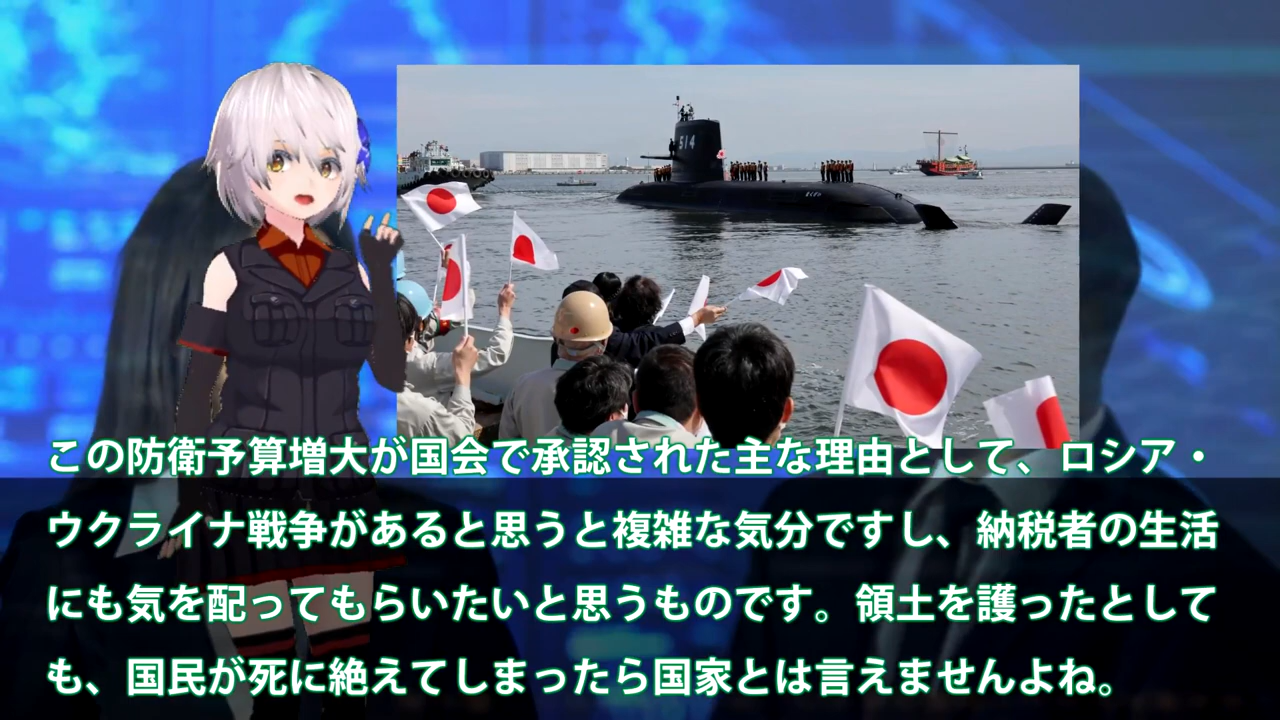 514
この防衛予算増大が国会で承認された主な理由として、ロシア・
ウクライナ戦争があると思うと複雑な気分ですし、納税者の生活
にも気を配ってもらいたいと思うものです。領土を護ったとして
も、国民が死に絶えてしまったら国家とは言えませんよね。